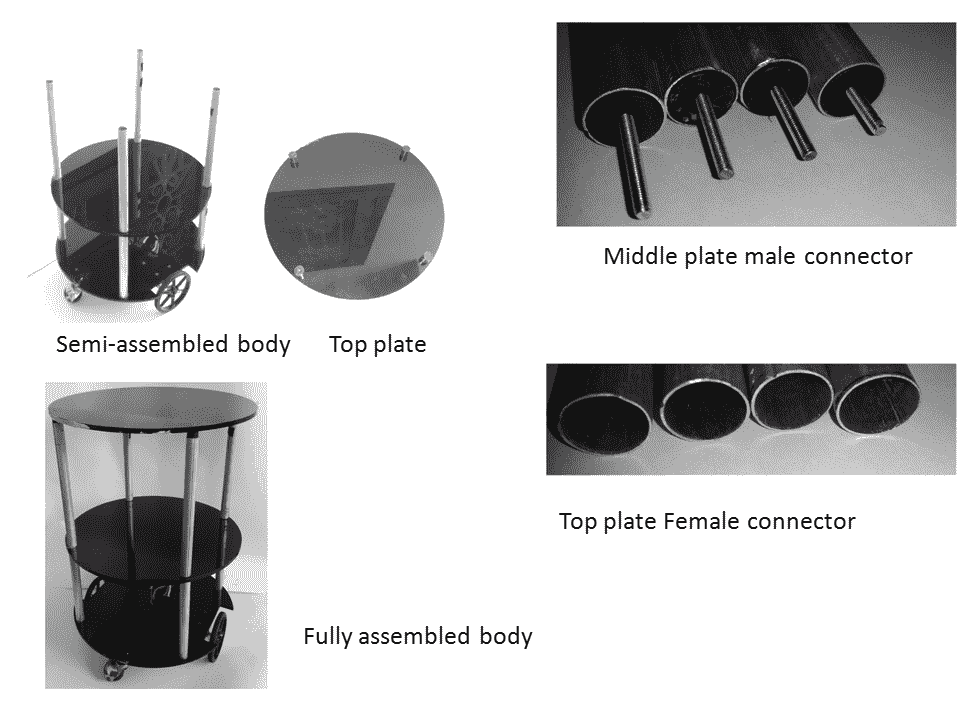 Middle plate male connector
Semi-assembled body
Top plate
Top plate Female connector
Fully assembled body